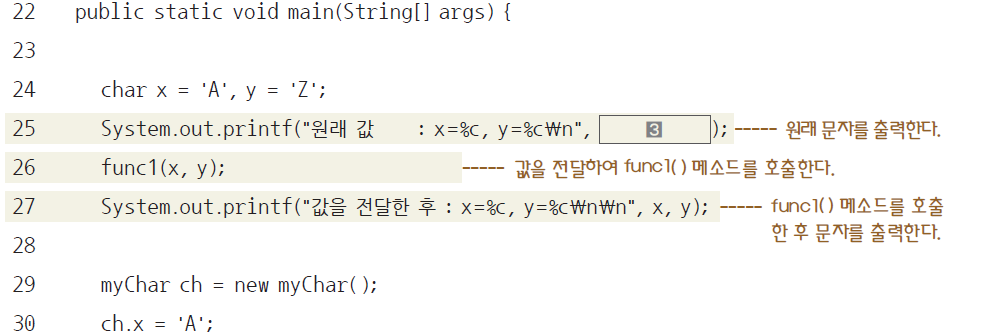 22 public static void main(String[] args) {
23
24 char x = 'A', y = 'Z';
25 System.out.printf("원래 값 : x=%c, y=%c₩n", 3 ); ----- 원래 문자를 출력한다.
26 func1(x, y); ----- 값을 전달하여 func1() 메소드를 호출한다.
27 System.out.printf("값을 전달한 후 : x=%c, y=%c₩n₩n", x, y); ----- func1() 메소드를 호출
한 후 문자를 출력한다.
28
29 myChar ch = new myChar();
30 ch.x = 'A';